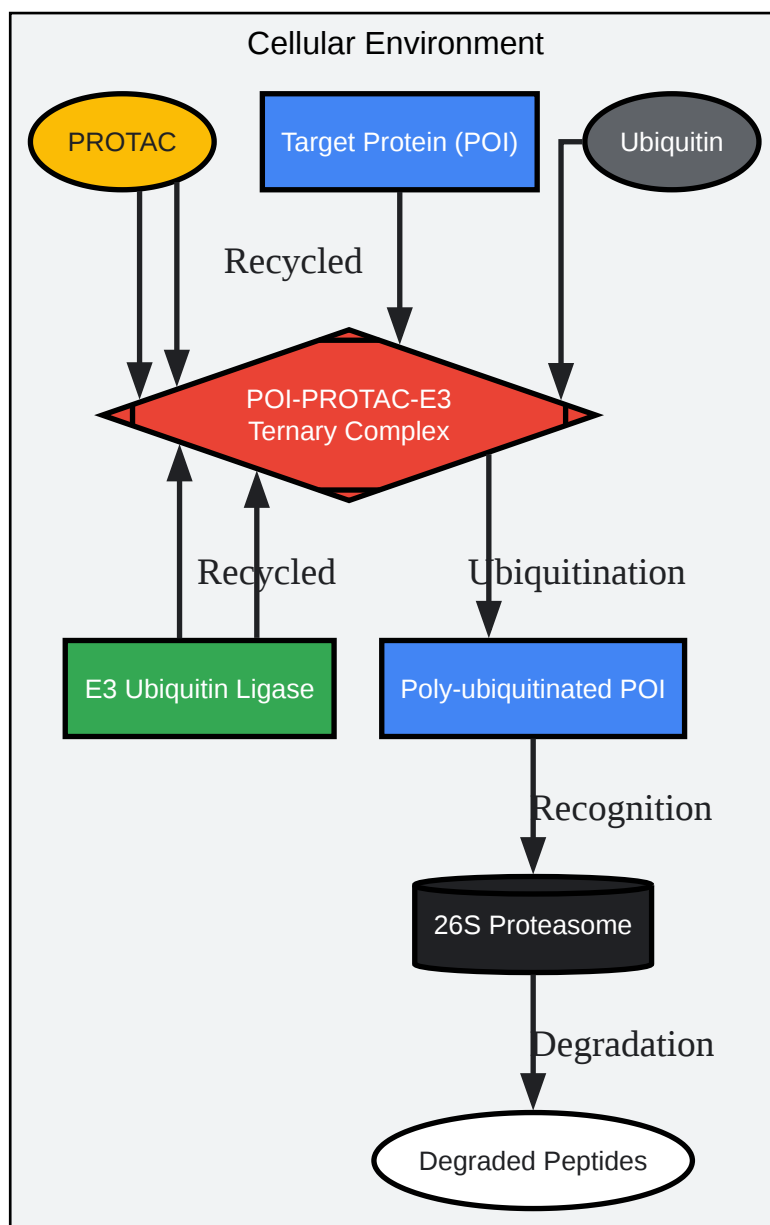 Cellular Environment
PROTAC
Target Protein (POI)
Ubiquitin
Recycled
POI-PROTAC-E3
Ternary Complex
Recycled
Ubiquitination
E3 Ubiquitin Ligase
Poly-ubiquitinated POI
Recognition
26S Proteasome
Degradation
Degraded Peptides